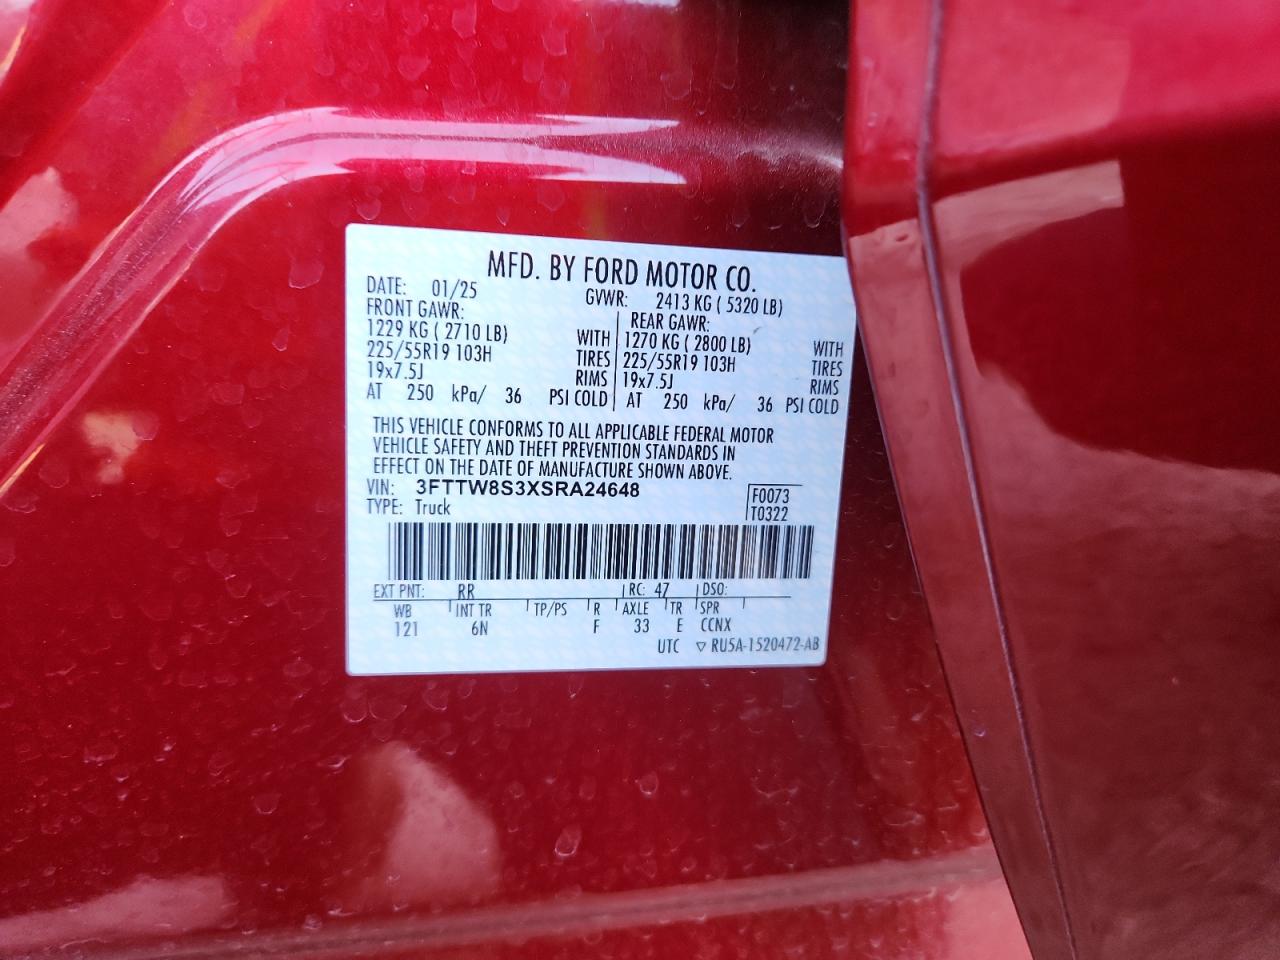 MFD. BY FORD MOTOR CO.
DATE: 01/25 GVWR: 2413 KG ( 5320 LB)
FRONT GAWR: REAR GAWR:
1229 KG ( 2710 LB) WITH 1270 KG ( 2800 LB) WITH
225/55R19 103H TIRES 225/55R19 103H TIRES
19x7.5J RIMS 19x7.5J RIMS
AT 250 kPa/ 36 PSI COLD AT 250 kPa/ 36 PSI COLD
THIS VEHICLE CONFORMS TO ALL APPLICABLE FEDERAL MOTOR
VEHICLE SAFETY AND THEFT PREVENTION STANDARDS IN
EFFECT ON THE DATE OF MANUFACTURE SHOWN ABOVE.
VIN: 3FTTW8S3XSRA24648 F0073
TYPE: Truck T0322
EXT PNT: RR RC: 47 DSO:
WB INT TR TP/PS R AXLE TR SPR
121 6N F 33 E CCNX
UTC ▽ RU5A-1520472-AB